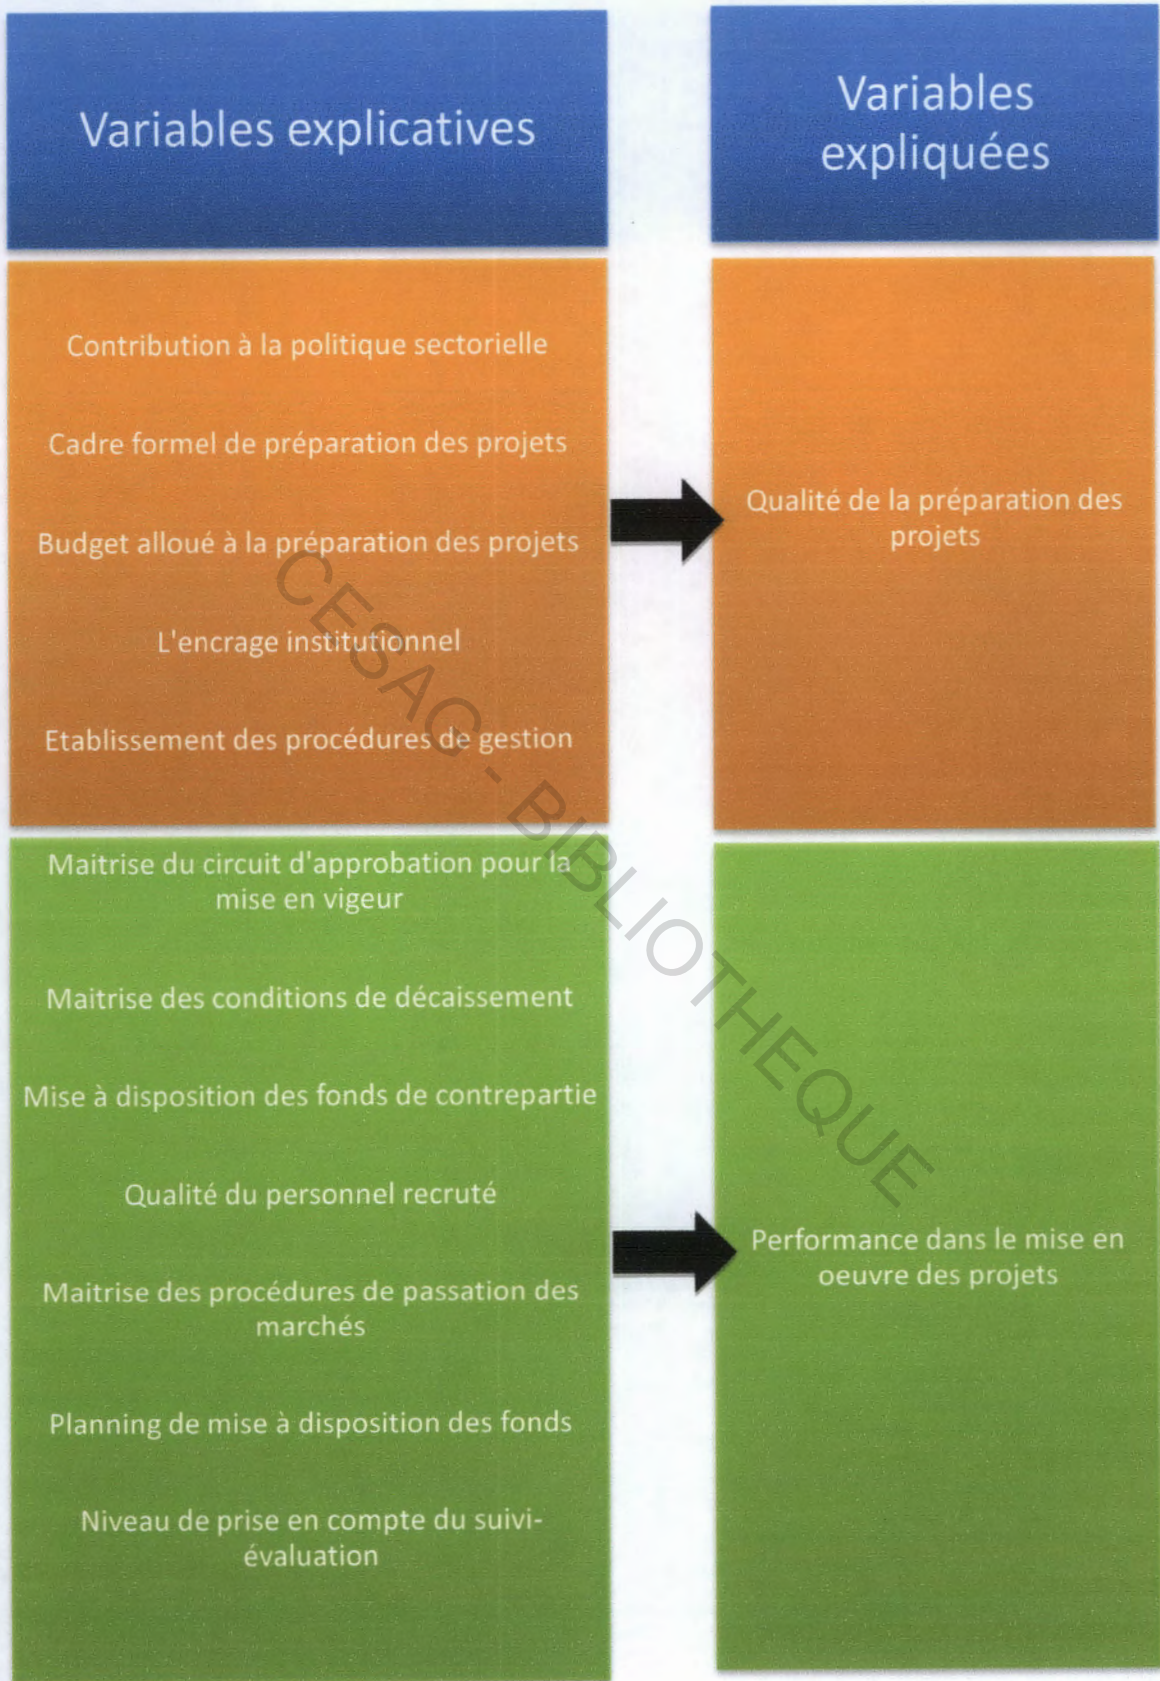 Variables explicatives
Variables
expliquées
Contribution à la politique sectorielle
Cadre formel de préparation des projets
Budget alloué à la préparation des projets
L'encrage institutionnel
Etablissement des procédures de gestion
Qualité de la préparation des
projets
Maitrise du circuit d'approbation pour la
mise en vigeur
Maitrise des conditions de décaissement
Mise à disposition des fonds de contrepartie
Qualité du personnel recruté
Maitrise des procédures de passation des
marchés
Planning de mise à disposition des fonds
Niveau de prise en compte du suivi-
évaluation
Performance dans le mise en
oeuvre des projets
CESAG - BIBLIOTHEQUE